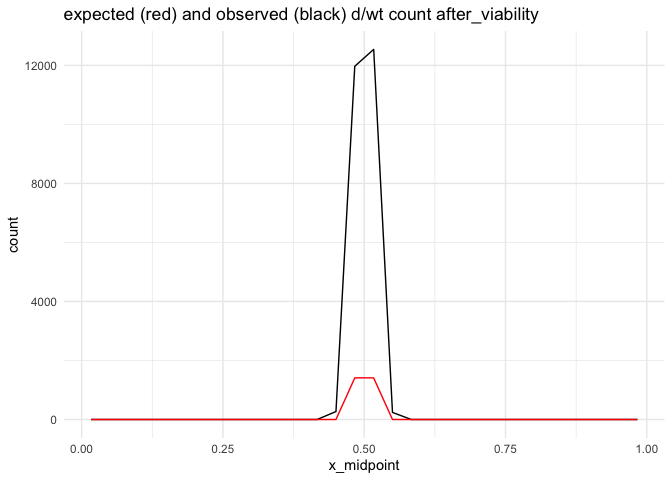 expected (red) and observed (black) d/wt count after_viability
12000
8000
4000
0
count
0.00 0.25 0.50 0.75 1.00
x_midpoint